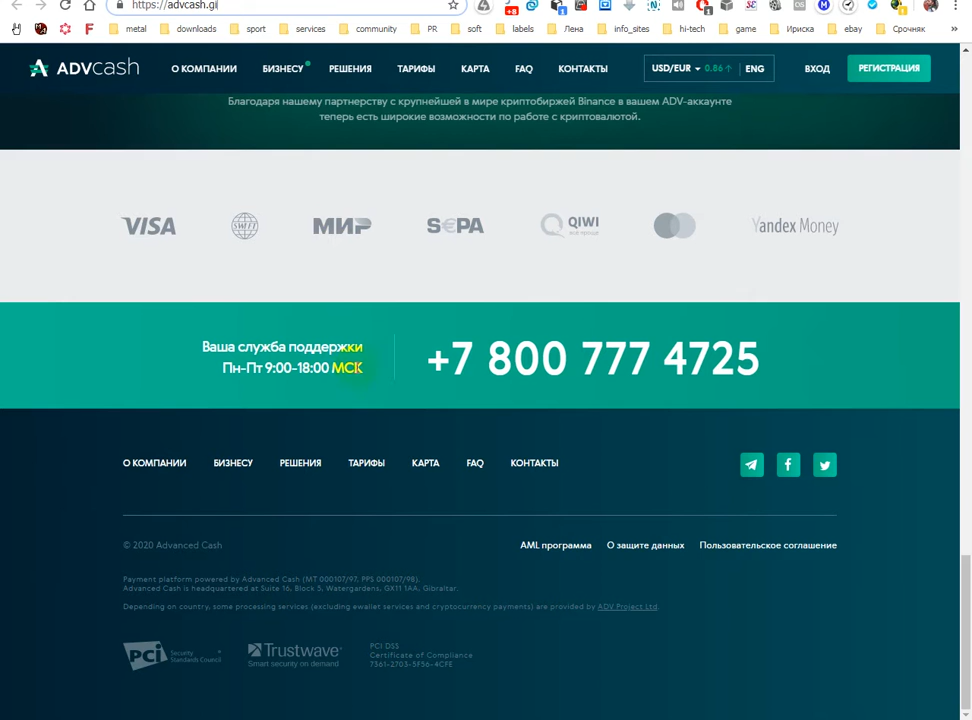 https://advcash.gi
metal downloads sport services community PR soft labels Лена info_sites hi-tech Ириска game ebay Срочняк »
ADVcash О КОМПАНИИ БИЗНЕСУ РЕШЕНИЯ ТАРИФЫ КАРТА FAQ КОНТАКТЫ USD/EUR 0.86 ENG ВХОД РЕГИСТРАЦИЯ
Благодаря нашему партнерству с крупнейшей в мире криптобиржей Binance в вашем ADV-аккаунте
теперь есть широкие возможности по работе с криптовалютой.
VISA SWIFT МИР SEPA QIWI Yandex Money
Ваша служба поддержки
Пн-Пт 9:00-18:00 МСК
+7 800 777 4725
О КОМПАНИИ БИЗНЕСУ РЕШЕНИЯ ТАРИФЫ КАРТА FAQ КОНТАКТЫ
© 2020 Advanced Cash AML программа О защите данных Пользовательское соглашение
Payment platform powered by Advanced Cash (MT 000107/97, PPS 000107/98).
Advanced Cash is headquartered at Suite 16, Block 5, Watergardens, GX11 1AA, Gibraltar.
Depending on country, some processing services (excluding ewallet services and cryptocurrency payments) are provided by ADV Project Ltd.
PCI Security
Standards Council
Trustwave
Smart security on demand
PCI DSS
Certificate of Compliance
7361-2703-5F56-4CFE